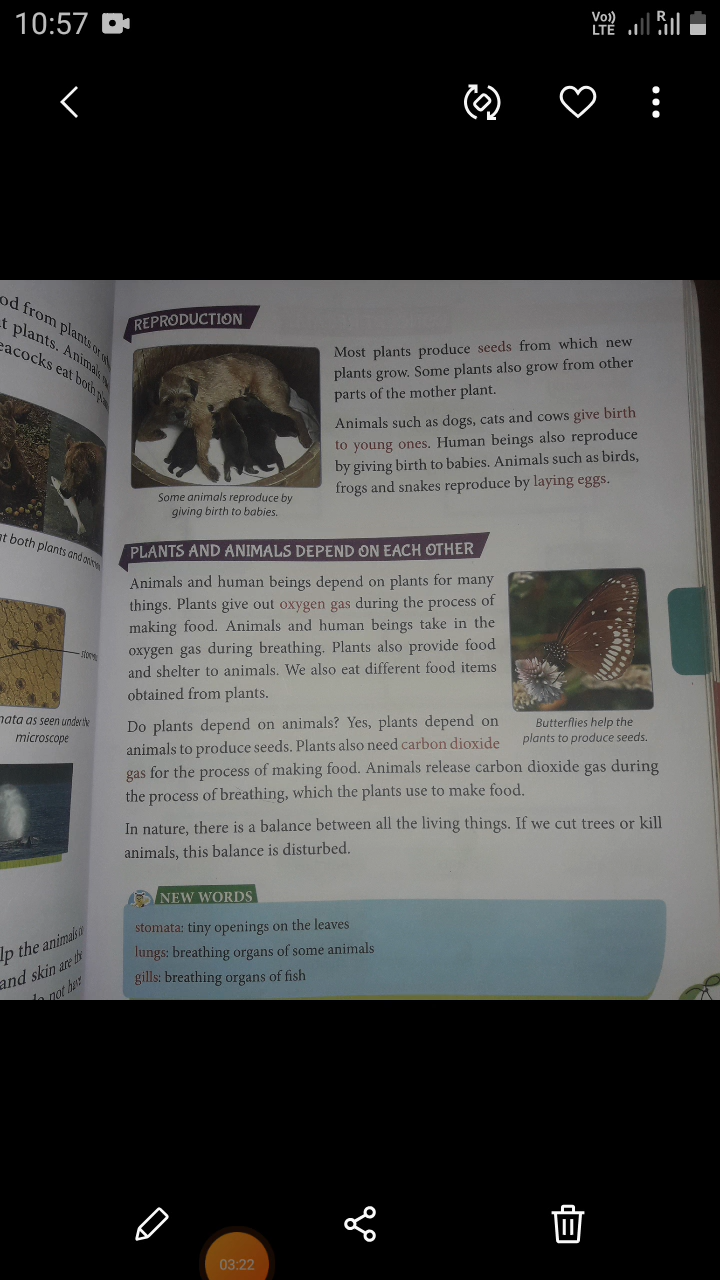 10:57
Vo))
LTE
R
od from plants or
t plants.
eacocks eat both
REPRODUCTION
Most plants produce seeds from which new
plants grow. Some plants also grow from other
parts of the mother plant.
Animals such as dogs, cats and cows give birth
to young ones. Human beings also reproduce
by giving birth to babies. Animals such as birds,
frogs and snakes reproduce by laying eggs.
Some animals reproduce by
giving birth to babies.
t both plants and
PLANTS AND ANIMALS DEPEND ON EACH OTHER
Animals and human beings depend on plants for many
things. Plants give out oxygen gas during the process of
making food. Animals and human beings take in the
oxygen gas during breathing. Plants also provide food
and shelter to animals. We also eat different food items
obtained from plants.
Butterflies help the
plants to produce seeds.
ata as seen under the
microscope
Do plants depend on animals? Yes, plants depend on
animals to produce seeds. Plants also need carbon dioxide
gas for the process of making food. Animals release carbon dioxide gas during
the process of breathing, which the plants use to make food.
In nature, there is a balance between all the living things. If we cut trees or kill
animals, this balance is disturbed.
NEW WORDS
stomata: tiny openings on the leaves
lungs: breathing organs of some animals
gills: breathing organs of fish
lp the animals
and skin are the
do not have
03:22